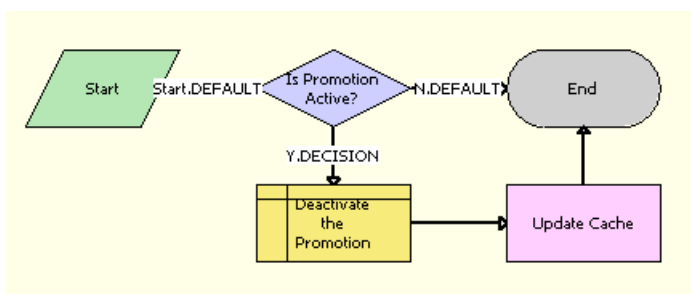 Start
Start.DEFAULT
Is Promotion
Active?
N.DEFAULT
End
Y.DECISION
Deactivate
the
Promotion
Update Cache